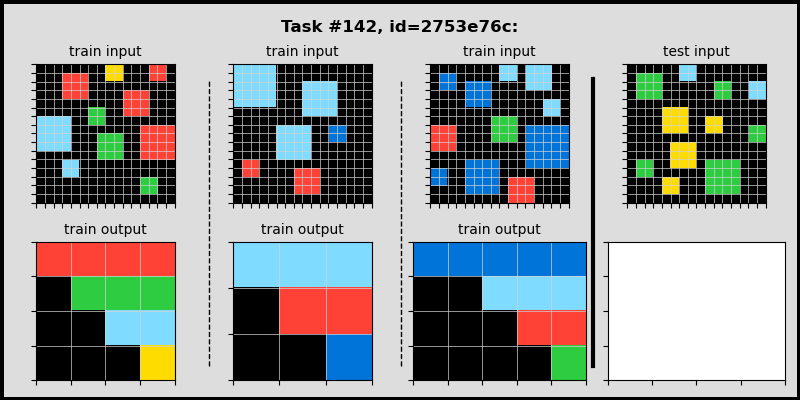 Task #142, id=2753e76c:
train input
train input
train input
test input
train output
train output
train output